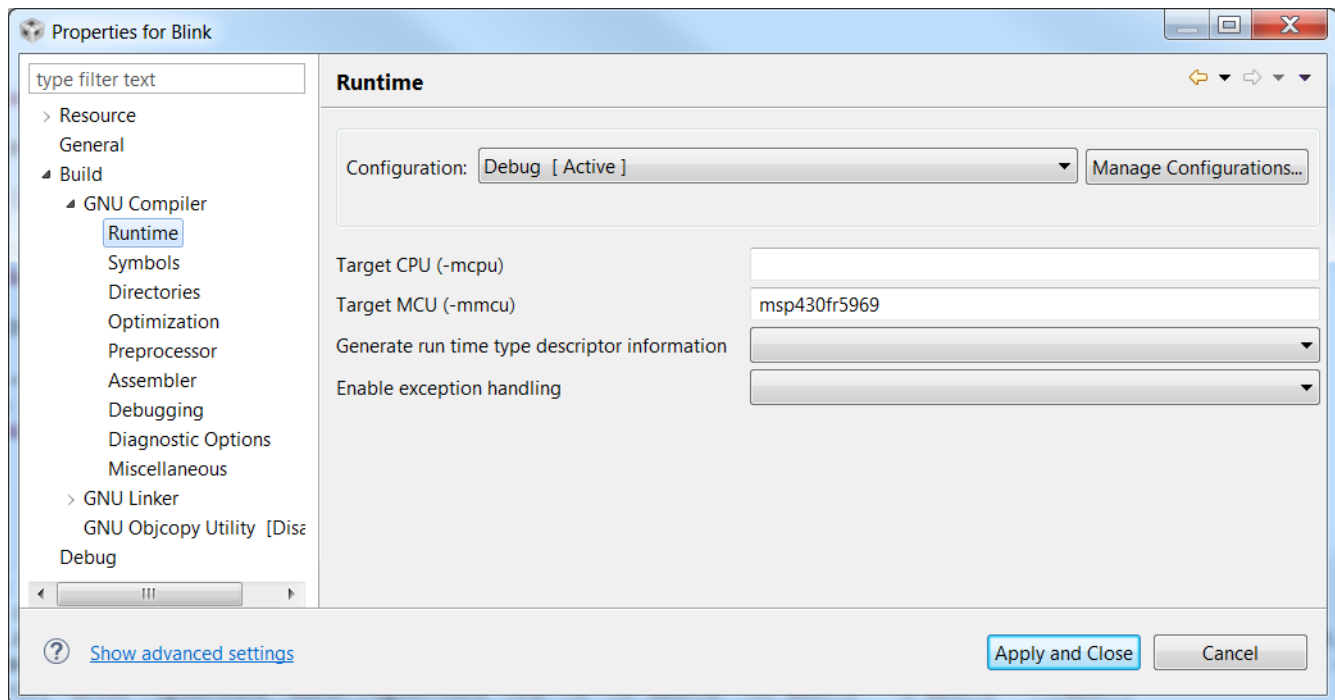 Properties for Blink
type filter text
Resource
General
Build
GNU Compiler
Runtime
Symbols
Directories
Optimization
Preprocessor
Assembler
Debugging
Diagnostic Options
Miscellaneous
GNU Linker
GNU Objcopy Utility [Disa
Debug
Runtime
Configuration: Debug [ Active ] Manage Configurations...
Target CPU (-mcpu)
Target MCU (-mmcu) msp430fr5969
Generate run time type descriptor information
Enable exception handling
Show advanced settings
Apply and Close Cancel